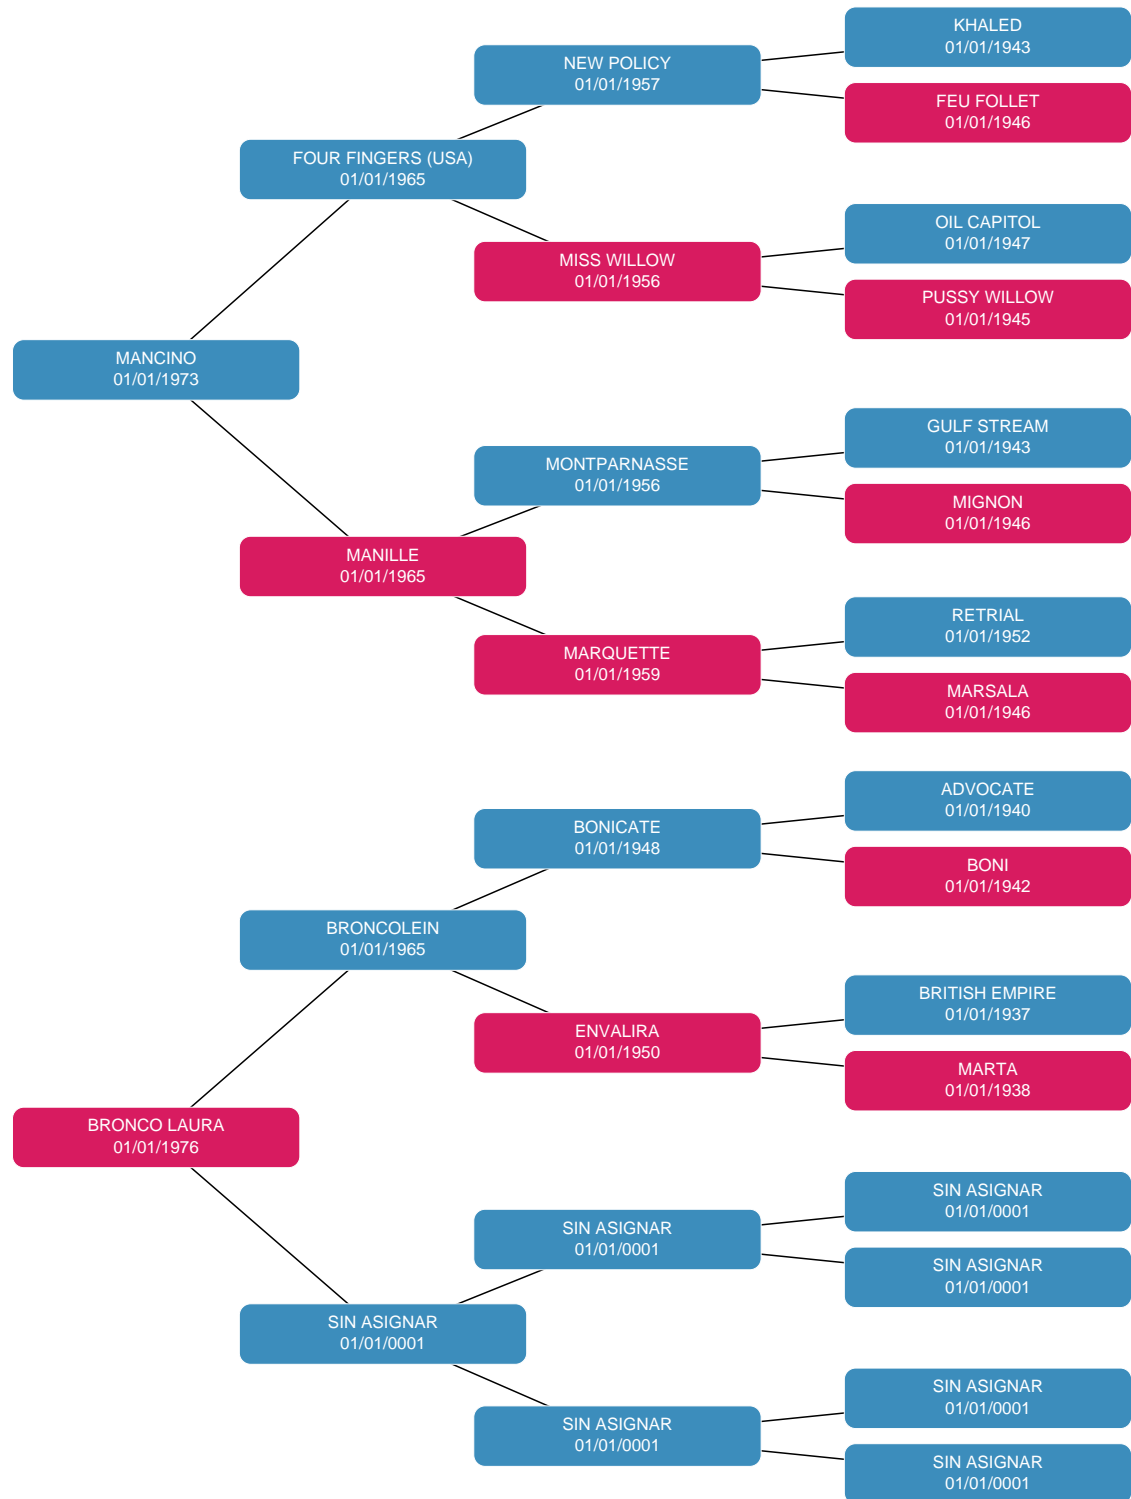 KHALED
01/01/1943
NEW POLICY
01/01/1957
FEU FOLLET
01/01/1946
FOUR FINGERS (USA)
01/01/1965
OIL CAPITOL
01/01/1947
MISS WILLOW
01/01/1956
PUSSY WILLOW
01/01/1945
MANCINO
01/01/1973
GULF STREAM
01/01/1943
MONTPARNASSE
01/01/1956
MIGNON
01/01/1946
MANILLE
01/01/1965
RETRIAL
01/01/1952
MARQUETTE
01/01/1959
MARSALA
01/01/1946
ADVOCATE
01/01/1940
BONICATE
01/01/1948
BONI
01/01/1942
BRONCOLEIN
01/01/1965
BRITISH EMPIRE
01/01/1937
ENVALIRA
01/01/1950
MARTA
01/01/1938
BRONCO LAURA
01/01/1976
SIN ASIGNAR
01/01/0001
SIN ASIGNAR
01/01/0001
SIN ASIGNAR
01/01/0001
SIN ASIGNAR
01/01/0001
SIN ASIGNAR
01/01/0001
SIN ASIGNAR
01/01/0001
SIN ASIGNAR
01/01/0001